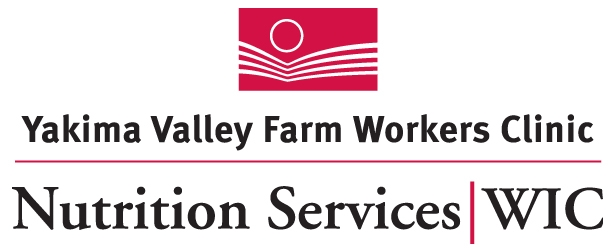 Yakima Valley Farm Workers Clinic
Nutrition Services|WIC